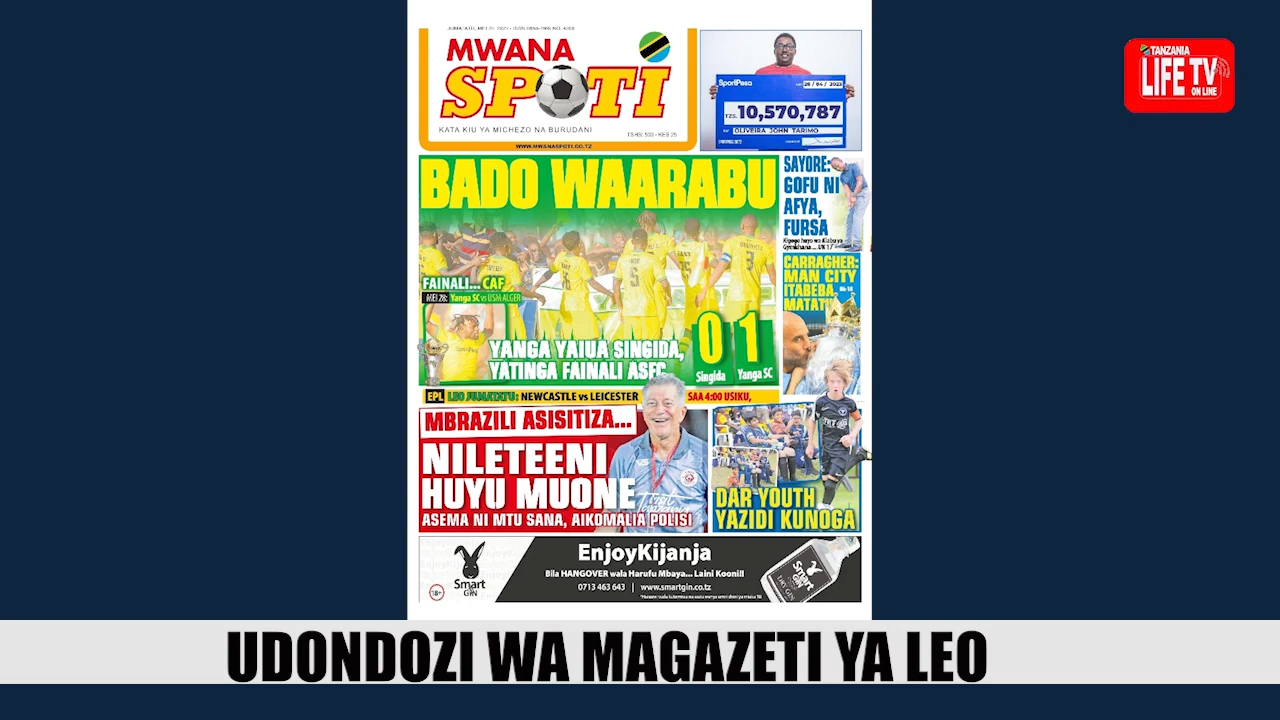 MWANA
SPOTI
KATA KIU YA MICHEZO NA BURUDANI
TSHS: 500 - KES 25
WWW.MWANASPOTI.CO.TZ
SportPesa
28 / 04 / 2023
TZS. 10,570,787
OLIVEIRA JOHN TARIMO
TANZANIA
LIFE TV
ON LINE
BADO WAARABU
FAINALI... CAF
MEI 28: Yanga SC vs USM ALGER
YANGA YAIUA SINGIDA,
YATINGA FAINALI ASFC
0 1
Singida Yanga SC
SAYORE:
GOFU NI
AFYA,
FURSA
CARRAGHER:
MAN CITY
ITABEBA
MATATU
EPL LEO JUMATATU: NEWCASTLE vs LEICESTER SAA 4:00 USIKU,
MBRAZILI ASISITIZA...
NILETEENI
HUYU MUONE
ASEMA NI MTU SANA, AIKOMALIA POLISI
DAR YOUTH
YAZIDI KUNOGA
Smart
GIN
18+
EnjoyKijanja
Bila HANGOVER wala Harufu Mbaya... Laini Kooni!!
0713 463 643 | www.smartgin.co.tz
Smart
GIN
UDONDOZI WA MAGAZETI YA LEO